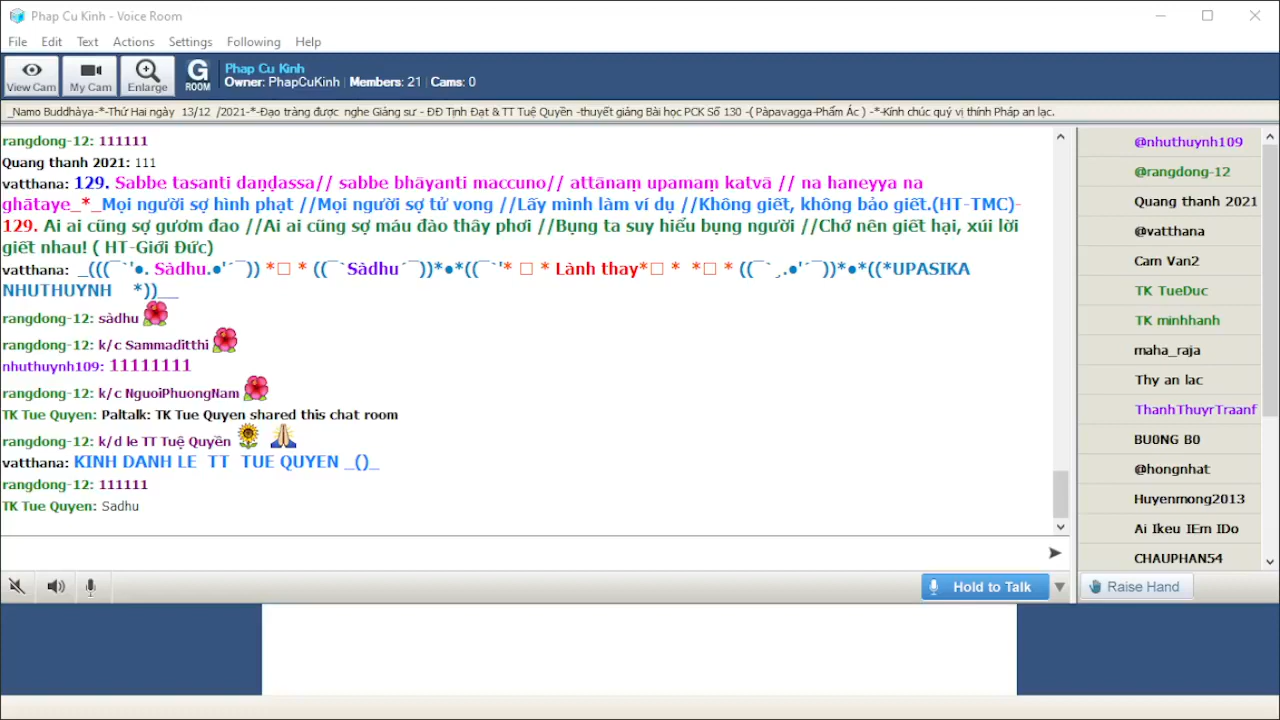 Phap Cu Kinh - Voice Room
File Edit Text Actions Settings Following Help
View Cam My Cam Enlarge G ROOM
Phap Cu Kinh
Owner: PhapCuKinh | Members: 21 | Cams: 0
_Namo Buddhàya-*-Thứ Hai ngày 13/12 /2021-*-Đạo tràng được nghe Giảng sư - ĐĐ Tịnh Đạt & TT Tuệ Quyền -thuyết giảng Bài học PCK Số 130 -( Pàpavagga-Phẩm Ác ) -*-Kính chúc quý vị thính Pháp an lạc.
rangdong-12: 111111
Quang thanh 2021: 111
vatthana: 129. Sabbe tasanti daṇḍassa// sabbe bhāyanti maccuno// attānaṃ upamaṃ katvā // na haneyya na
ghātaye_*_Mọi người sợ hình phạt //Mọi người sợ tử vong //Lấy mình làm ví dụ //Không giết, không bảo giết.(HT-TMC)-
129. Ai ai cũng sợ gươm đao //Ai ai cũng sợ máu đào thây phơi //Bụng ta suy hiểu bụng người //Chớ nên giết hại, xúi lời
giết nhau! ( HT-Giới Đức)
vatthana: _(((¯`'●. Sàdhu.●'´¯)) *□ * ((¯`Sàdhu´¯))*●*((¯`'* □ * Lành thay*□ * *□ * ((¯`¸.●'´¯))*●*((*UPASIKA
NHUTHUYNH *))__
rangdong-12: sàdhu
rangdong-12: k/c Sammaditthi
nhuthuynh109: 11111111
rangdong-12: k/c NguoiPhuongNam
TK Tue Quyen: Paltalk: TK Tue Quyen shared this chat room
rangdong-12: k/d le TT Tuệ Quyền
vatthana: KINH DANH LE TT TUE QUYEN _()_
rangdong-12: 111111
TK Tue Quyen: Sadhu
@nhuthuynh109
@rangdong-12
Quang thanh 2021
@vatthana
Cam Van2
TK TueDuc
TK minhhanh
maha_raja
Thy an lac
ThanhThuyrTraanf
BU0NG B0
@hongnhat
Huyenmong2013
Ai Ikeu IEm IDo
CHAUPHAN54
Hold to Talk
Raise Hand